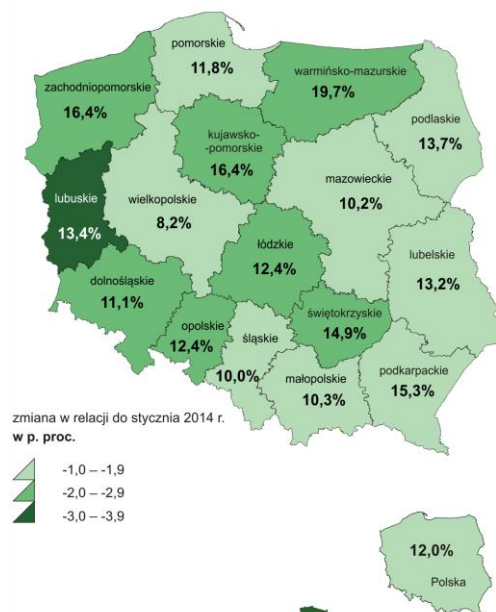 pomorskie
11,8%
warmińsko-mazurskie
19,7%
zachodniopomorskie
16,4%
podlaskie
13,7%
kujawsko-
-pomorskie
16,4%
mazowieckie
10,2%
lubuskie
13,4%
wielkopolskie
8,2%
łódzkie
12,4%
lubelskie
13,2%
dolnośląskie
11,1%
świętokrzyskie
14,9%
opolskie
12,4%
śląskie
10,0%
małopolskie
10,3%
podkarpackie
15,3%
zmiana w relacji do stycznia 2014 r.
w p. proc.
-1,0 – -1,9
-2,0 – -2,9
-3,0 – -3,9
12,0%
Polska